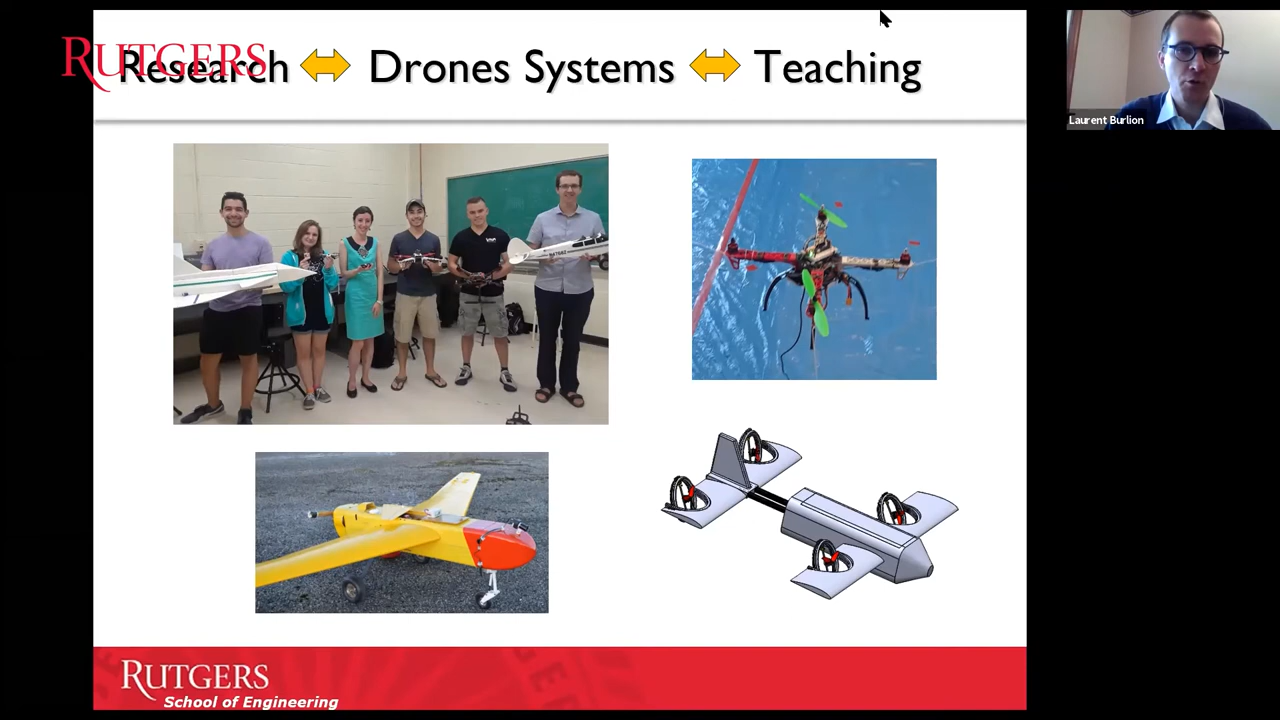 RUTGERS
Research Drones Systems Teaching
Laurent Burlion
RUTGERS
School of Engineering